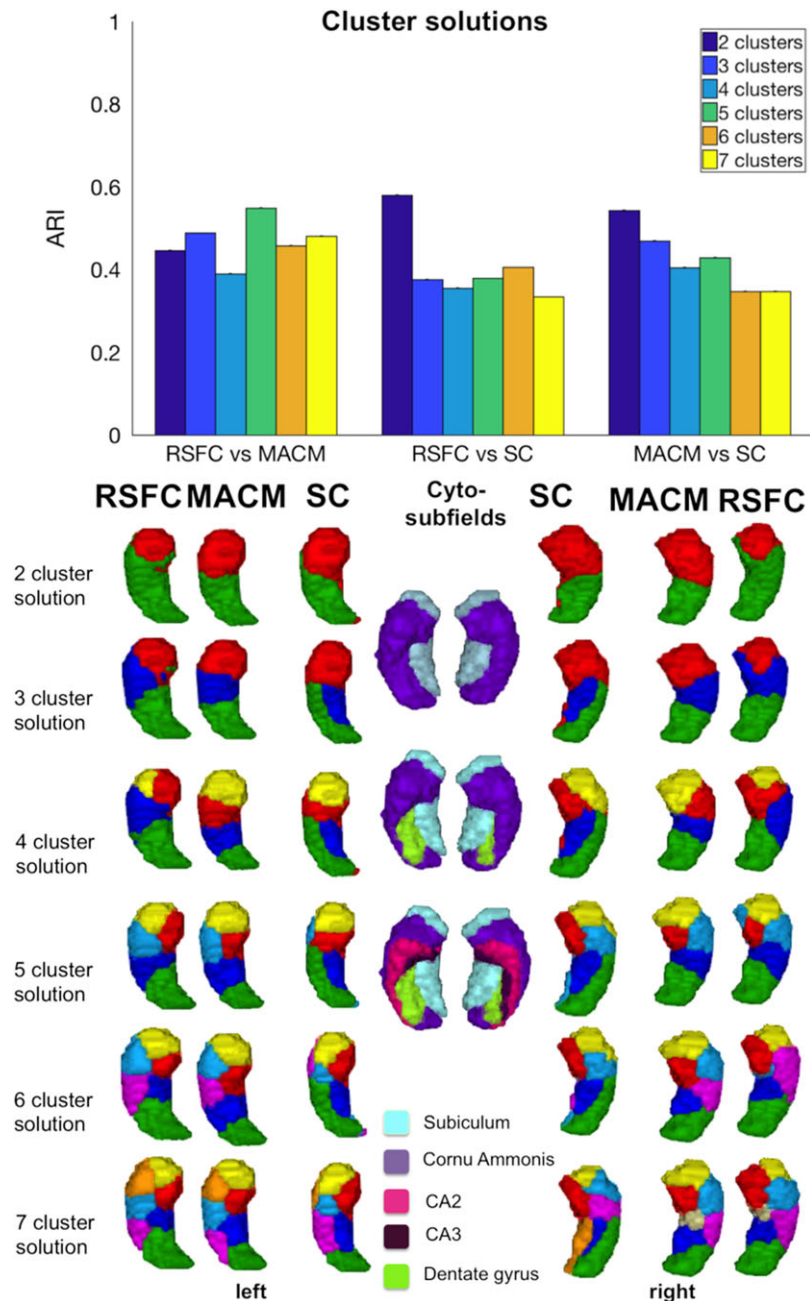 Cluster solutions
1
0.8
0.6
0.4
0.2
0
ARI
2 clusters
3 clusters
4 clusters
5 clusters
6 clusters
7 clusters
RSFC vs MACM
RSFC vs SC
MACM vs SC
RSFC MACM SC
Cyto-
subfields
SC MACM RSFC
2 cluster
solution
3 cluster
solution
4 cluster
solution
5 cluster
solution
6 cluster
solution
7 cluster
solution
Subiculum
Cornu Ammonis
CA2
CA3
Dentate gyrus
left
right